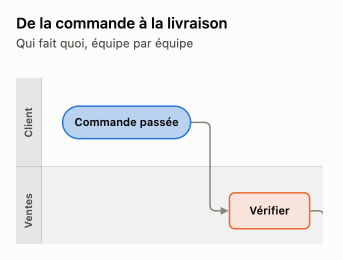 De la commande à la livraison
Qui fait quoi, équipe par équipe
Client
Commande passée
Ventes
Vérifier